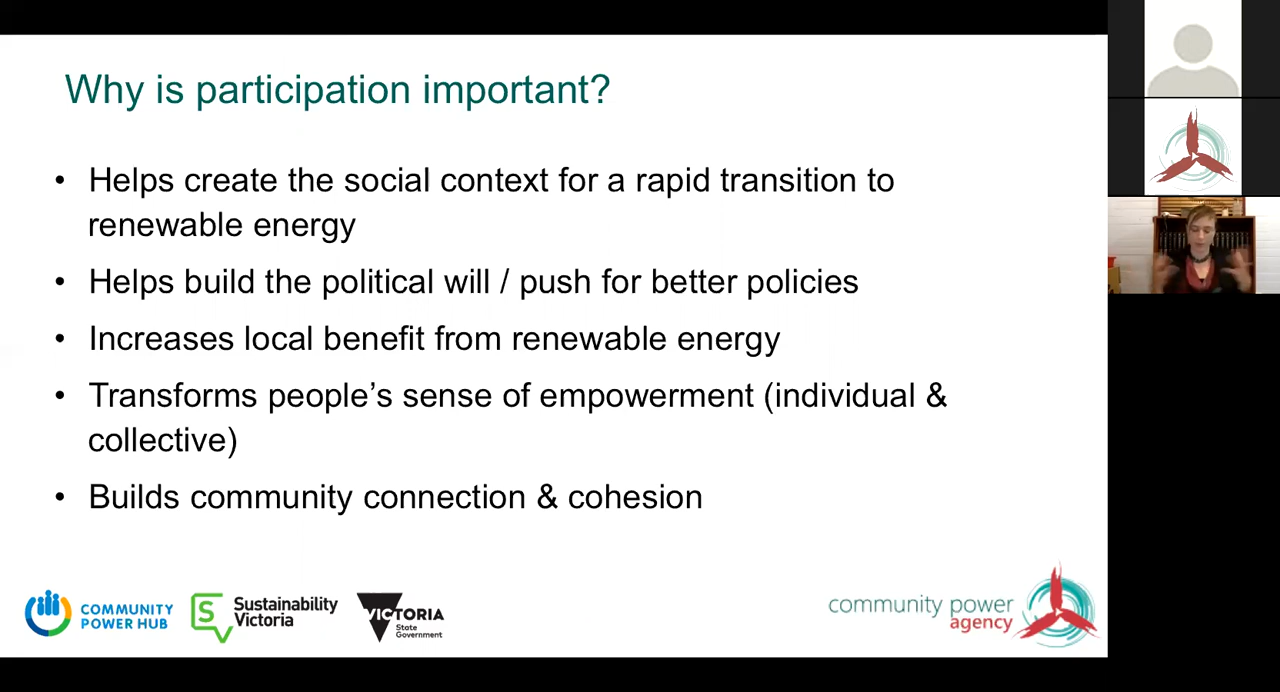 Why is participation important?
• Helps create the social context for a rapid transition to
renewable energy
• Helps build the political will / push for better policies
• Increases local benefit from renewable energy
• Transforms people’s sense of empowerment (individual &
collective)
• Builds community connection & cohesion
COMMUNITY
POWER HUB
S
Sustainability
Victoria
VICTORIA
State
Government
community power
agency